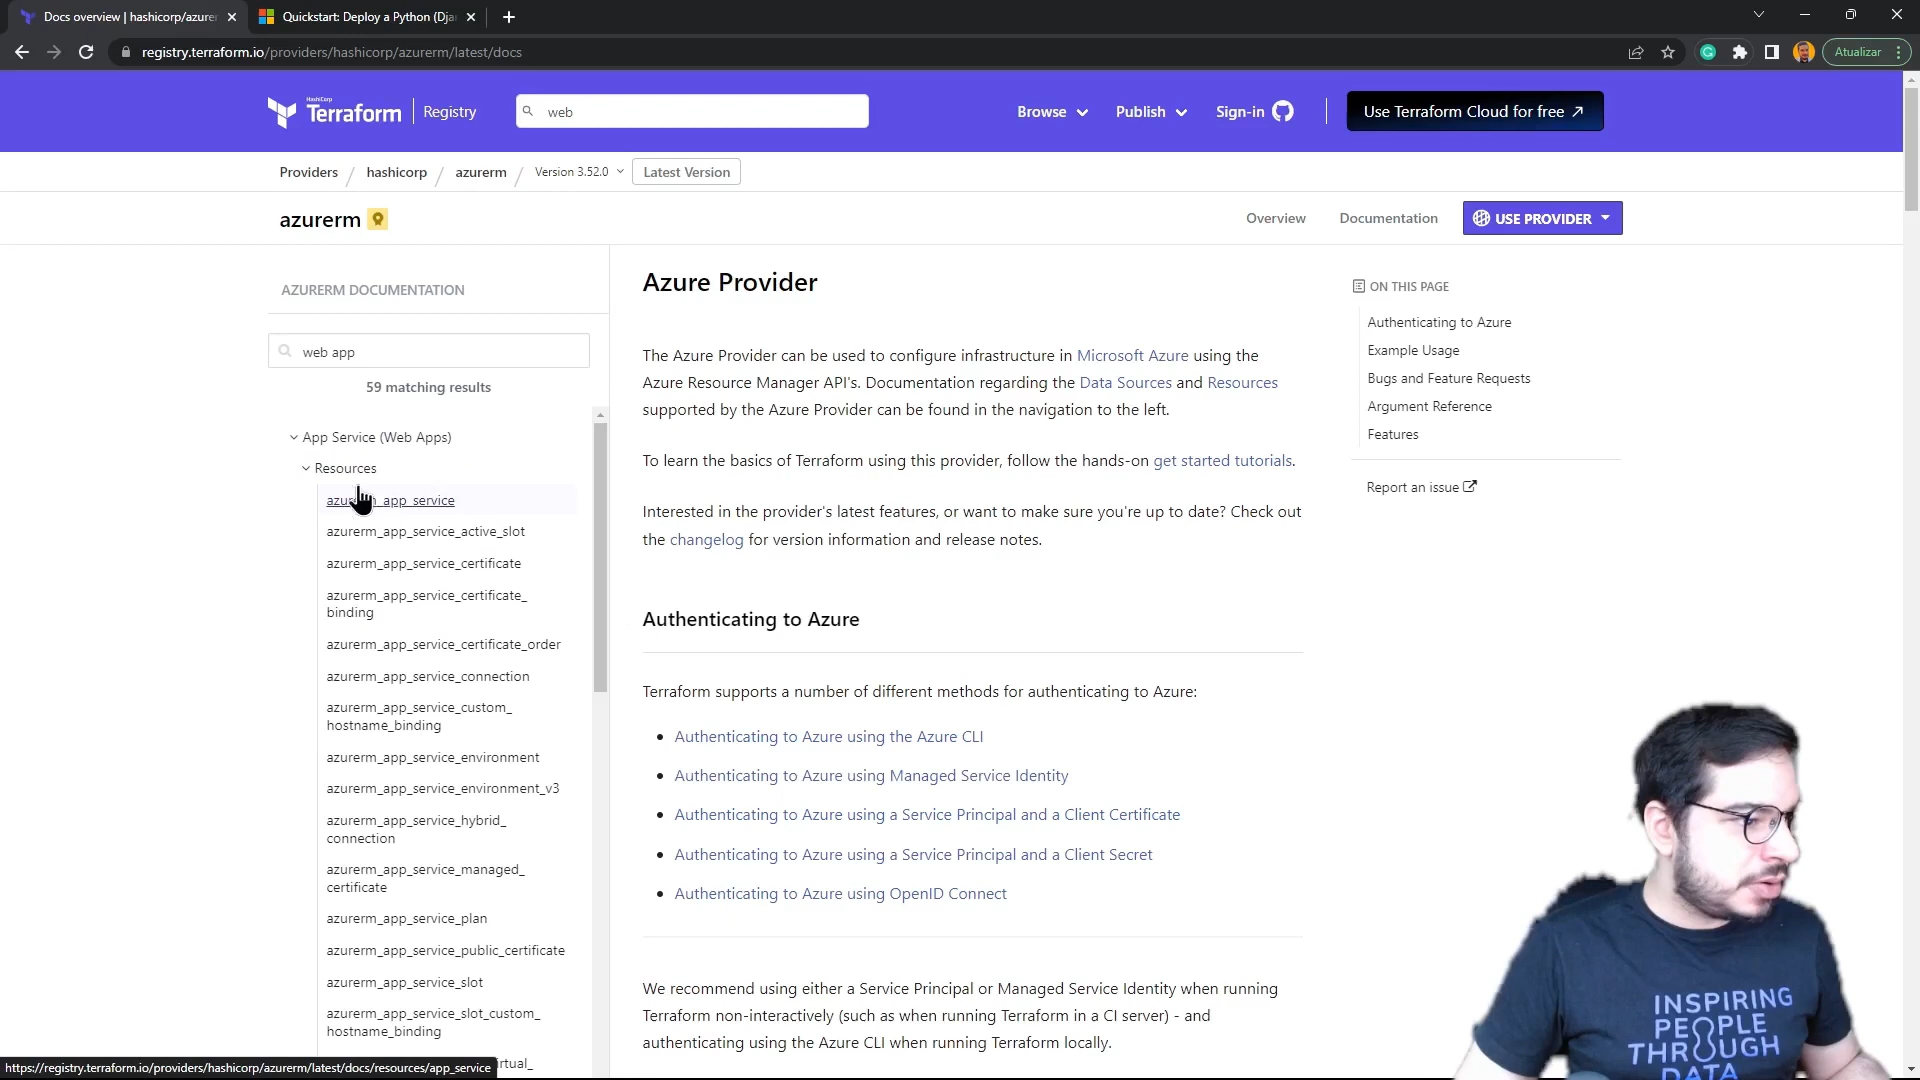 Docs overview | hashicorp/azurer
Quickstart: Deploy a Python (Dja
registry.terraform.io/providers/hashicorp/azurerm/latest/docs
Atualizar
HashiCorp
Terraform
Registry
web
Browse
Publish
Sign-in
Use Terraform Cloud for free
Providers / hashicorp / azurerm / Version 3.52.0
Latest Version
azurerm
Overview
Documentation
USE PROVIDER
AZURERM DOCUMENTATION
web app
59 matching results
App Service (Web Apps)
Resources
azurerm_app_service
azurerm_app_service_active_slot
azurerm_app_service_certificate
azurerm_app_service_certificate_
binding
azurerm_app_service_certificate_order
azurerm_app_service_connection
azurerm_app_service_custom_
hostname_binding
azurerm_app_service_environment
azurerm_app_service_environment_v3
azurerm_app_service_hybrid_
connection
azurerm_app_service_managed_
certificate
azurerm_app_service_plan
azurerm_app_service_public_certificate
azurerm_app_service_slot
azurerm_app_service_slot_custom_
hostname_binding
irtual_
https://registry.terraform.io/providers/hashicorp/azurerm/latest/docs/resources/app_service
Azure Provider
The Azure Provider can be used to configure infrastructure in Microsoft Azure using the
Azure Resource Manager API's. Documentation regarding the Data Sources and Resources
supported by the Azure Provider can be found in the navigation to the left.
To learn the basics of Terraform using this provider, follow the hands-on get started tutorials.
Interested in the provider's latest features, or want to make sure you're up to date? Check out
the changelog for version information and release notes.
Authenticating to Azure
Terraform supports a number of different methods for authenticating to Azure:
Authenticating to Azure using the Azure CLI
Authenticating to Azure using Managed Service Identity
Authenticating to Azure using a Service Principal and a Client Certificate
Authenticating to Azure using a Service Principal and a Client Secret
Authenticating to Azure using OpenID Connect
We recommend using either a Service Principal or Managed Service Identity when running
Terraform non-interactively (such as when running Terraform in a CI server) - and
authenticating using the Azure CLI when running Terraform locally.
ON THIS PAGE
Authenticating to Azure
Example Usage
Bugs and Feature Requests
Argument Reference
Features
Report an issue
INSPIRING
PEOPLE
THROUGH
DATA